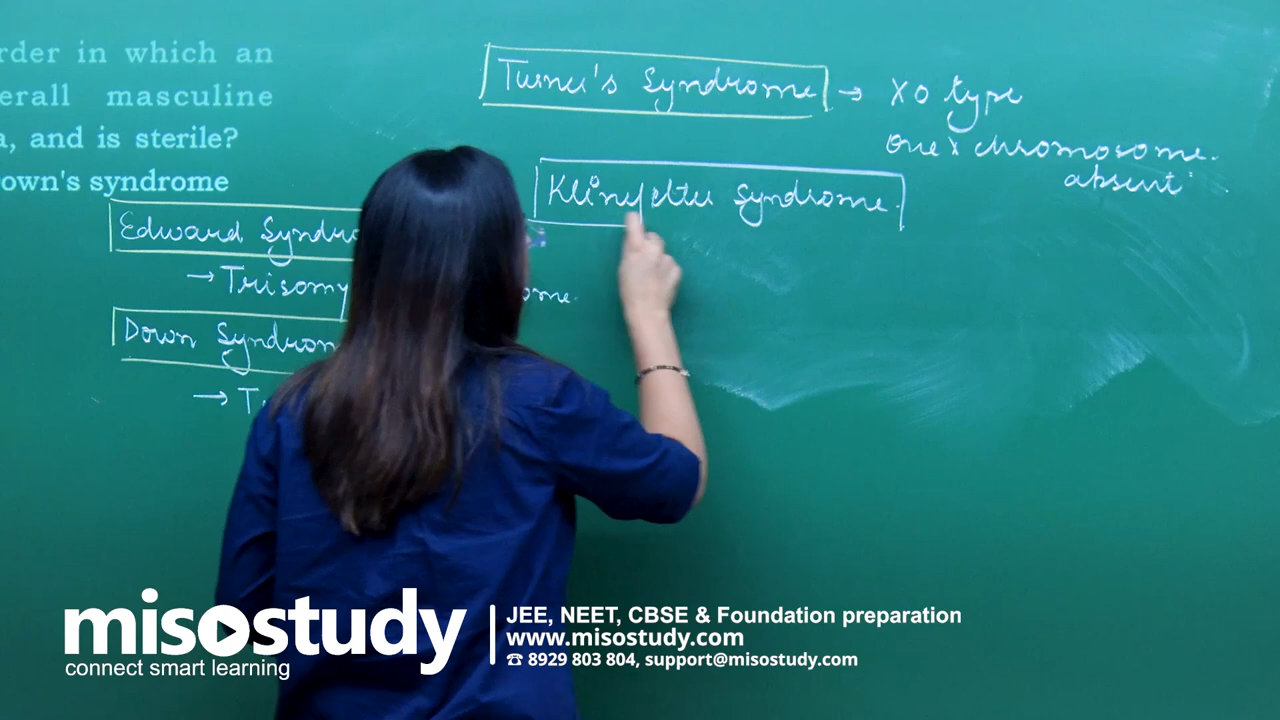 rder in which an
erall masculine
a, and is sterile?
own's syndrome
Edward Syndro
→ Trisomy
ome.
Down Syndrom
→ T
Turner's Syndrome → XO type
one X chromosome.
absent
Klinefelter Syndrome.
misostudy
connect smart learning
JEE, NEET, CBSE & Foundation preparation
www.misostudy.com
☎ 8929 803 804, support@misostudy.com